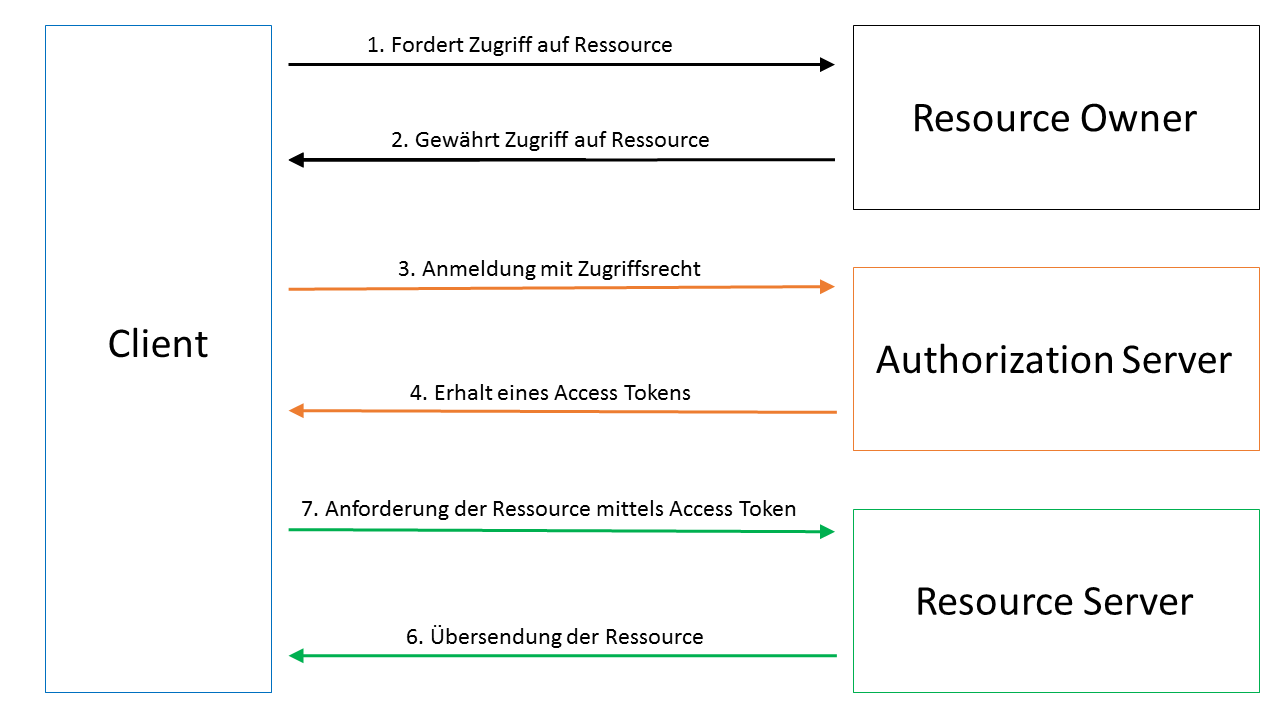 1. Fordert Zugriff auf Ressource
Resource Owner
2. Gewährt Zugriff auf Ressource
3. Anmeldung mit Zugriffsrecht
Client
Authorization Server
4. Erhalt eines Access Tokens
7. Anforderung der Ressource mittels Access Token
Resource Server
6. Übersendung der Ressource